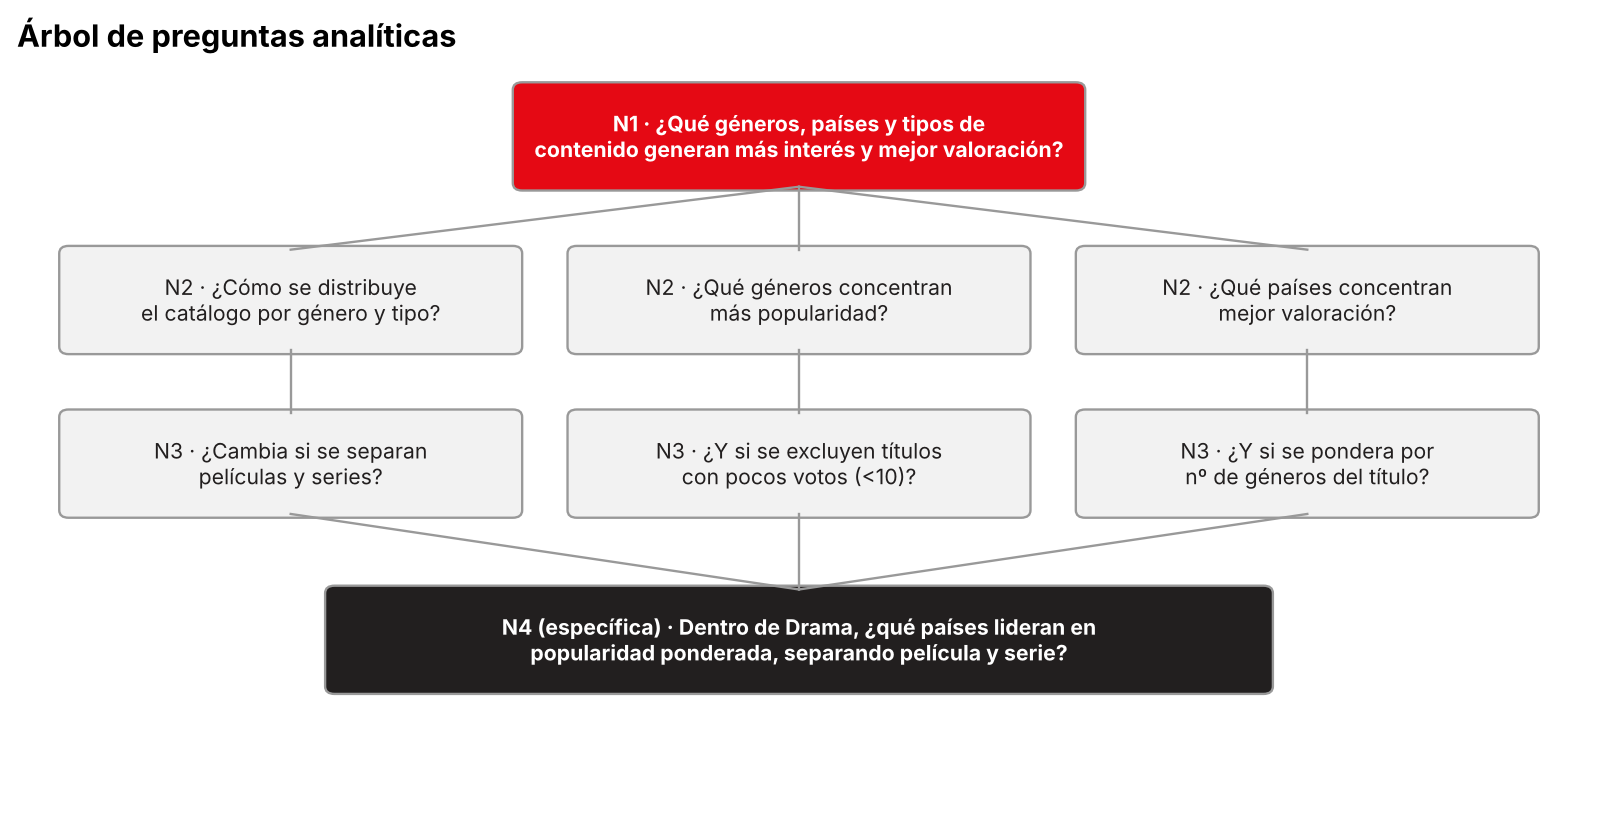 Árbol de preguntas analíticas
N1 · ¿Qué géneros, países y tipos de
contenido generan más interés y mejor valoración?
N2 · ¿Cómo se distribuye
el catálogo por género y tipo?
N2 · ¿Qué géneros concentran
más popularidad?
N2 · ¿Qué países concentran
mejor valoración?
N3 · ¿Cambia si se separan
películas y series?
N3 · ¿Y si se excluyen títulos
con pocos votos (<10)?
N3 · ¿Y si se pondera por
nº de géneros del título?
N4 (específica) · Dentro de Drama, ¿qué países lideran en
popularidad ponderada, separando película y serie?